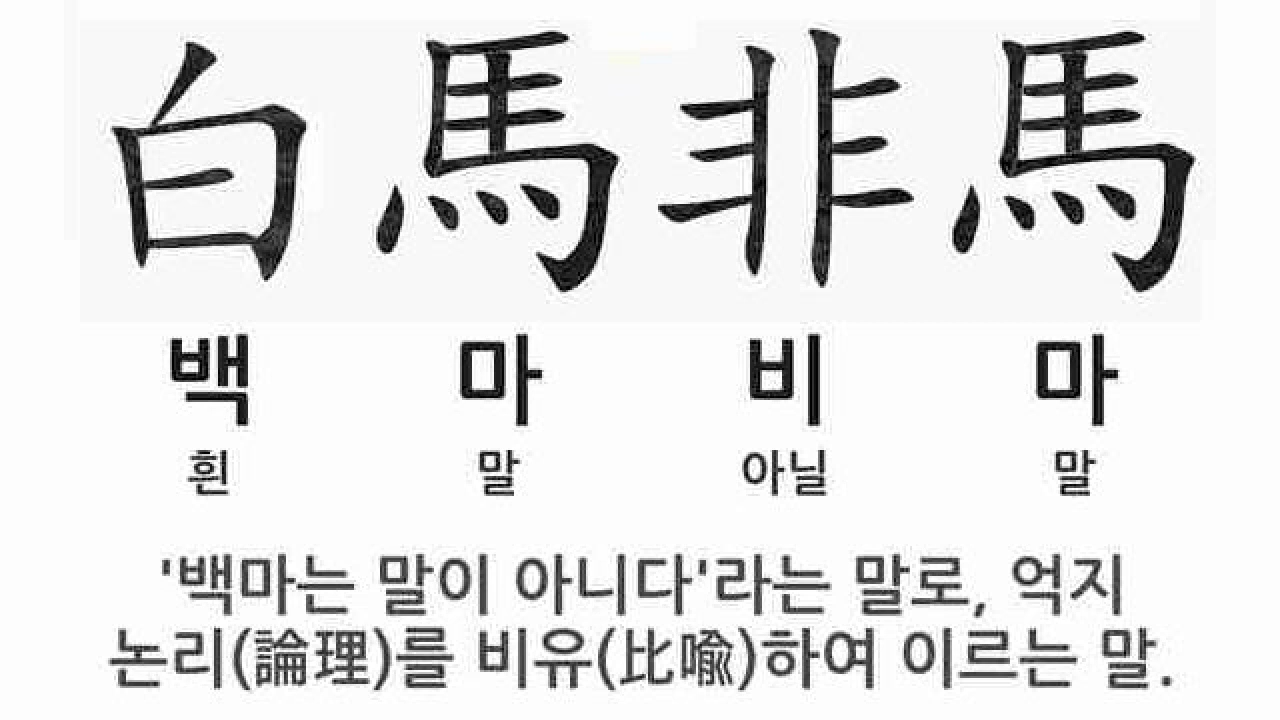 白馬非馬
백 마 비 마
흰 말 아닐 말
'백마는 말이 아니다'라는 말로, 억지
논리(論理)를 비유(比喩)하여 이르는 말.